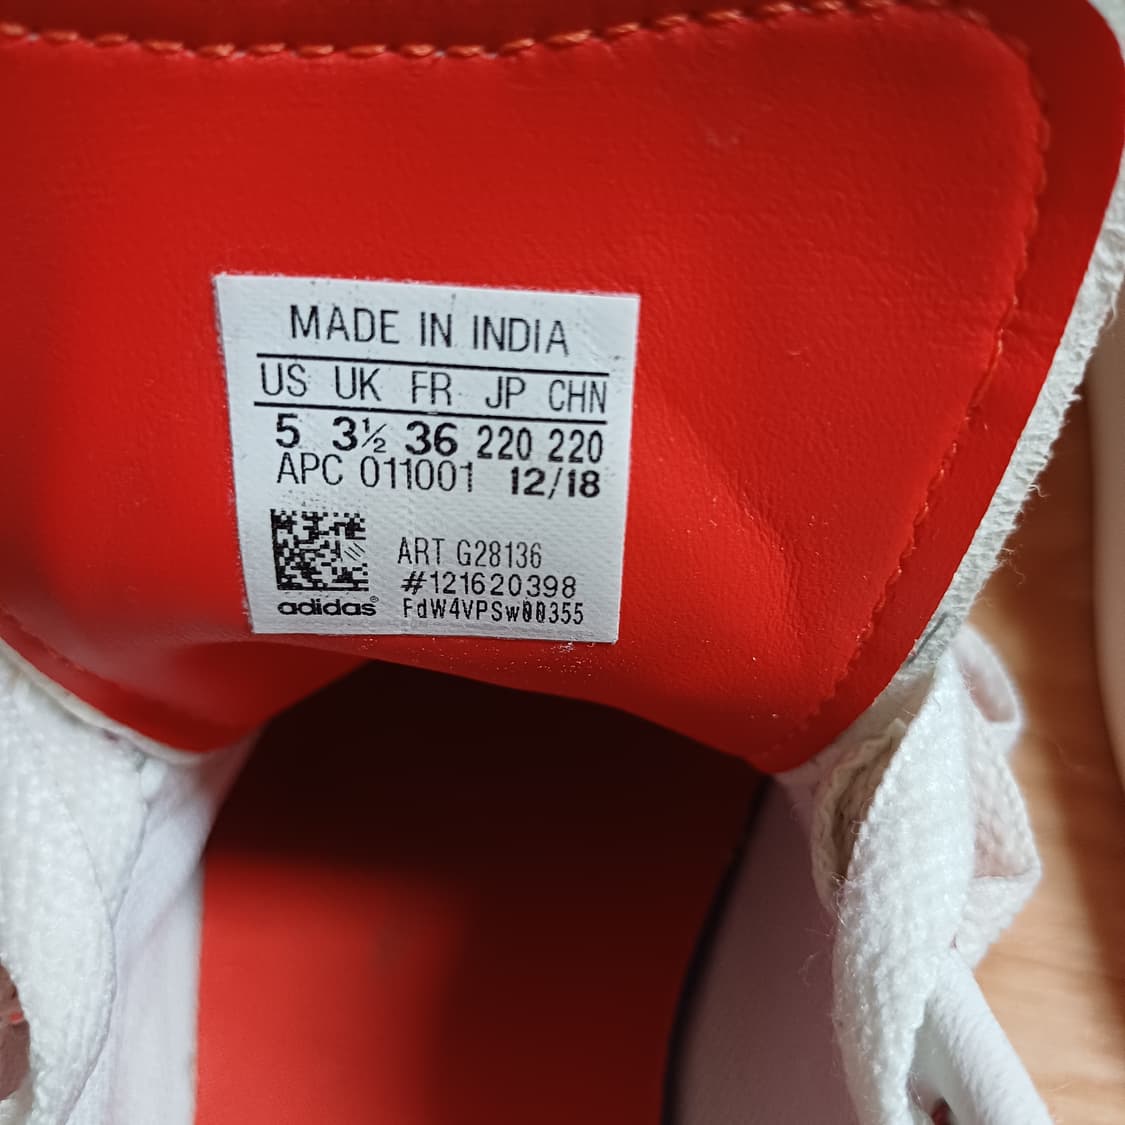 MADE IN INDIA
US UK FR JP CHN
5 3½ 36 220 220
APC 011001 12/18
ART G28136
#121620398
adidas® FdW4VPSw00355